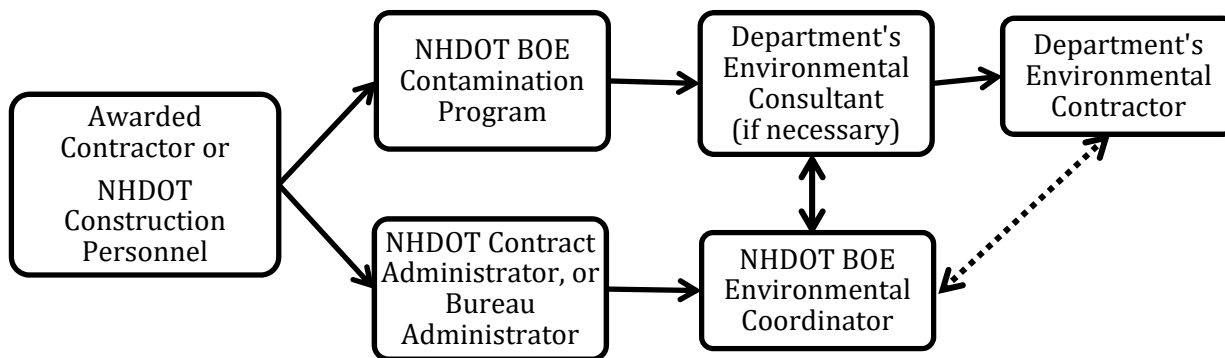 Awarded
Contractor or
NHDOT
Construction
Personnel
NHDOT BOE
Contamination
Program
NHDOT Contract
Administrator, or
Bureau
Administrator
Department's
Environmental
Consultant
(if necessary)
NHDOT BOE
Environmental
Coordinator
Department's
Environmental
Contractor